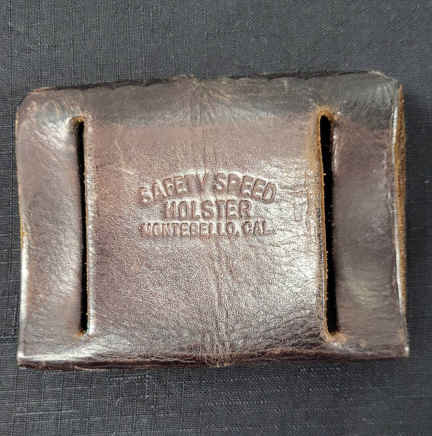 SAFETY SPEED
HOLSTER
MONTEBELLO, CAL.